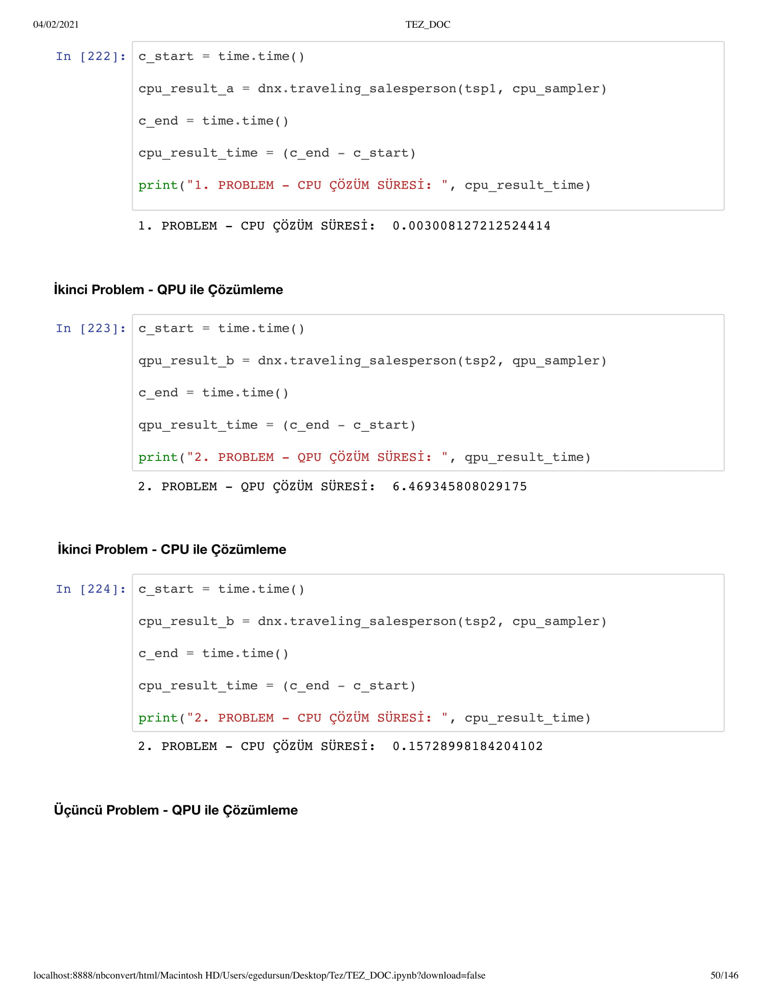 04/02/2021 TEZ_DOC
In [222]: c_start = time.time()
cpu_result_a = dnx.traveling_salesperson(tsp1, cpu_sampler)
c_end = time.time()
cpu_result_time = (c_end - c_start)
print("1. PROBLEM - CPU ÇÖZÜM SÜRESİ: ", cpu_result_time)
1. PROBLEM - CPU ÇÖZÜM SÜRESİ:  0.003008127212524414
İkinci Problem - QPU ile Çözümleme
In [223]: c_start = time.time()
qpu_result_b = dnx.traveling_salesperson(tsp2, qpu_sampler)
c_end = time.time()
qpu_result_time = (c_end - c_start)
print("2. PROBLEM - QPU ÇÖZÜM SÜRESİ: ", qpu_result_time)
2. PROBLEM - QPU ÇÖZÜM SÜRESİ:  6.469345808029175
İkinci Problem - CPU ile Çözümleme
In [224]: c_start = time.time()
cpu_result_b = dnx.traveling_salesperson(tsp2, cpu_sampler)
c_end = time.time()
cpu_result_time = (c_end - c_start)
print("2. PROBLEM - CPU ÇÖZÜM SÜRESİ: ", cpu_result_time)
2. PROBLEM - CPU ÇÖZÜM SÜRESİ:  0.15728998184204102
Üçüncü Problem - QPU ile Çözümleme
localhost:8888/nbconvert/html/Macintosh HD/Users/egedursun/Desktop/Tez/TEZ_DOC.ipynb?download=false 50/146